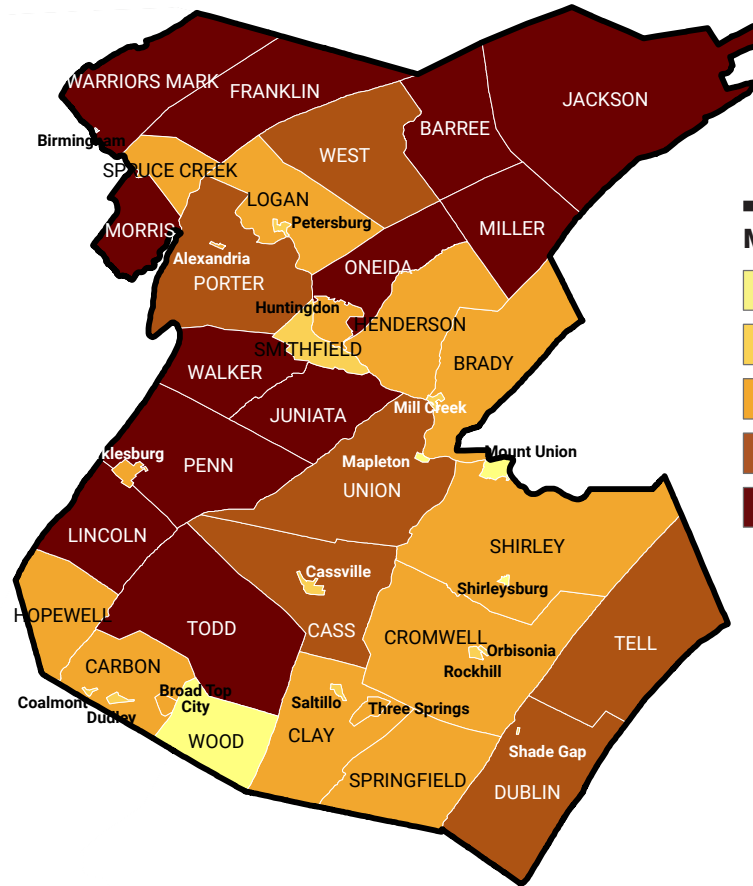 WARRIORS MARK
FRANKLIN
JACKSON
BARREE
Birmingham
WEST
SPRUCE CREEK
LOGAN
Petersburg
MILLER
MORRIS
M
Alexandria
ONEIDA
PORTER
Huntingdon
HENDERSON
SMITHFIELD
BRADY
WALKER
Mill Creek
JUNIATA
klesburg
Mount Union
PENN
Mapleton
UNION
LINCOLN
SHIRLEY
Cassville
Shirleysburg
HOPEWELL
TODD
CASS
CROMWELL
TELL
Orbisonia
CARBON
Rockhill
Coalmont
Broad Top
City
Saltillo
Three Springs
Dudley
WOOD
CLAY
Shade Gap
SPRINGFIELD
DUBLIN